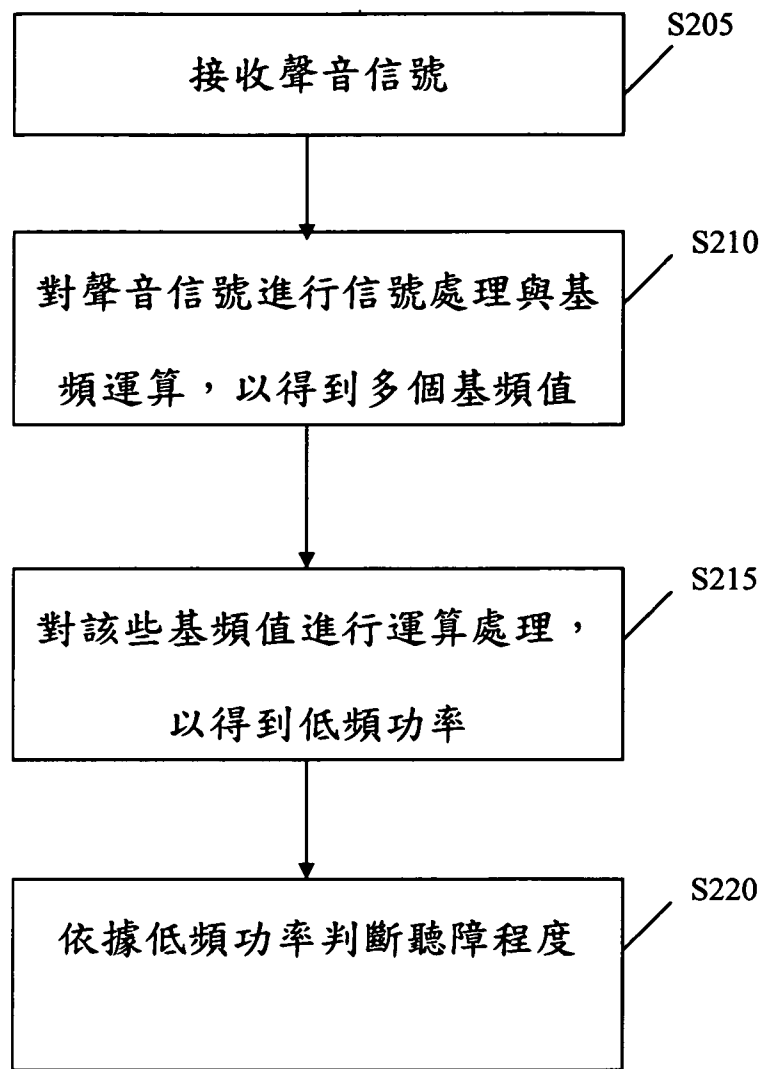 S205
接收聲音信號
S210
對聲音信號進行信號處理與基
頻運算，以得到多個基頻值
S215
對該些基頻值進行運算處理，
以得到低頻功率
S220
依據低頻功率判斷聽障程度